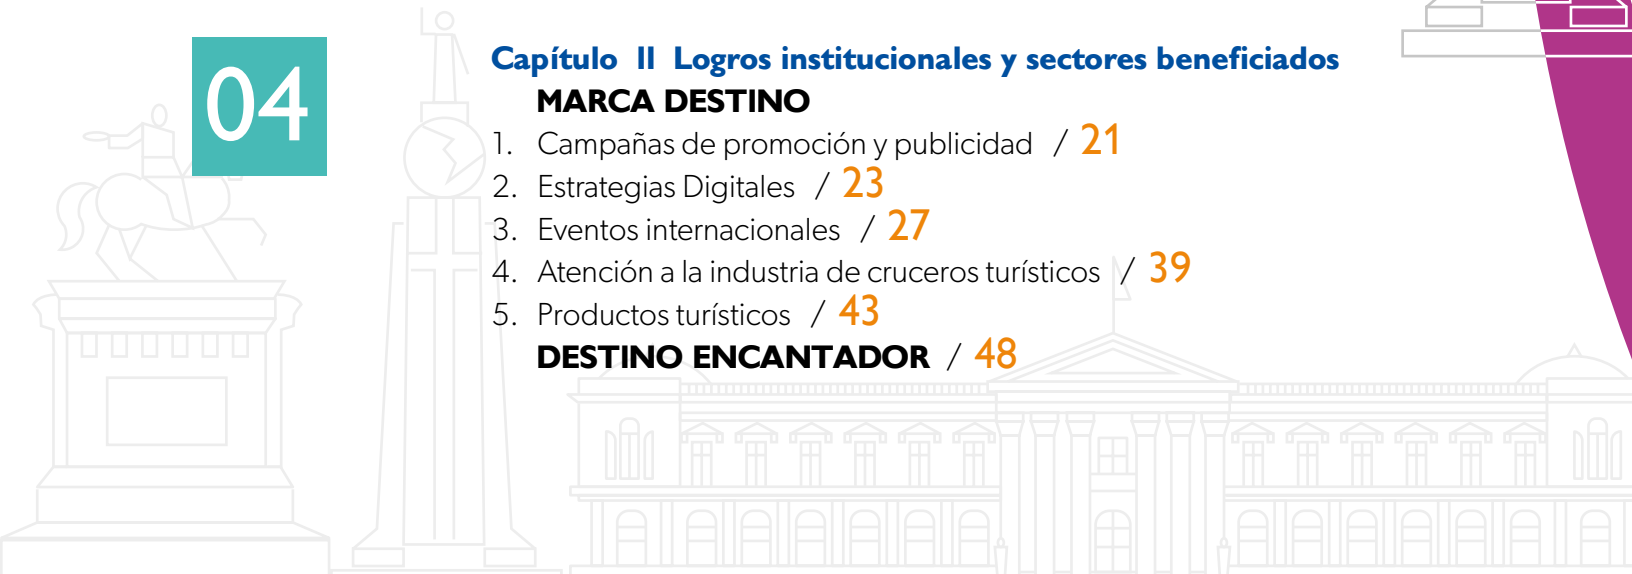 04
Capítulo II Logros institucionales y sectores beneficiados
MARCA DESTINO
1. Campañas de promoción y publicidad / 21
2. Estrategias Digitales / 23
3. Eventos internacionales / 27
4. Atención a la industria de cruceros turísticos / 39
5. Productos turísticos / 43
DESTINO ENCANTADOR / 48